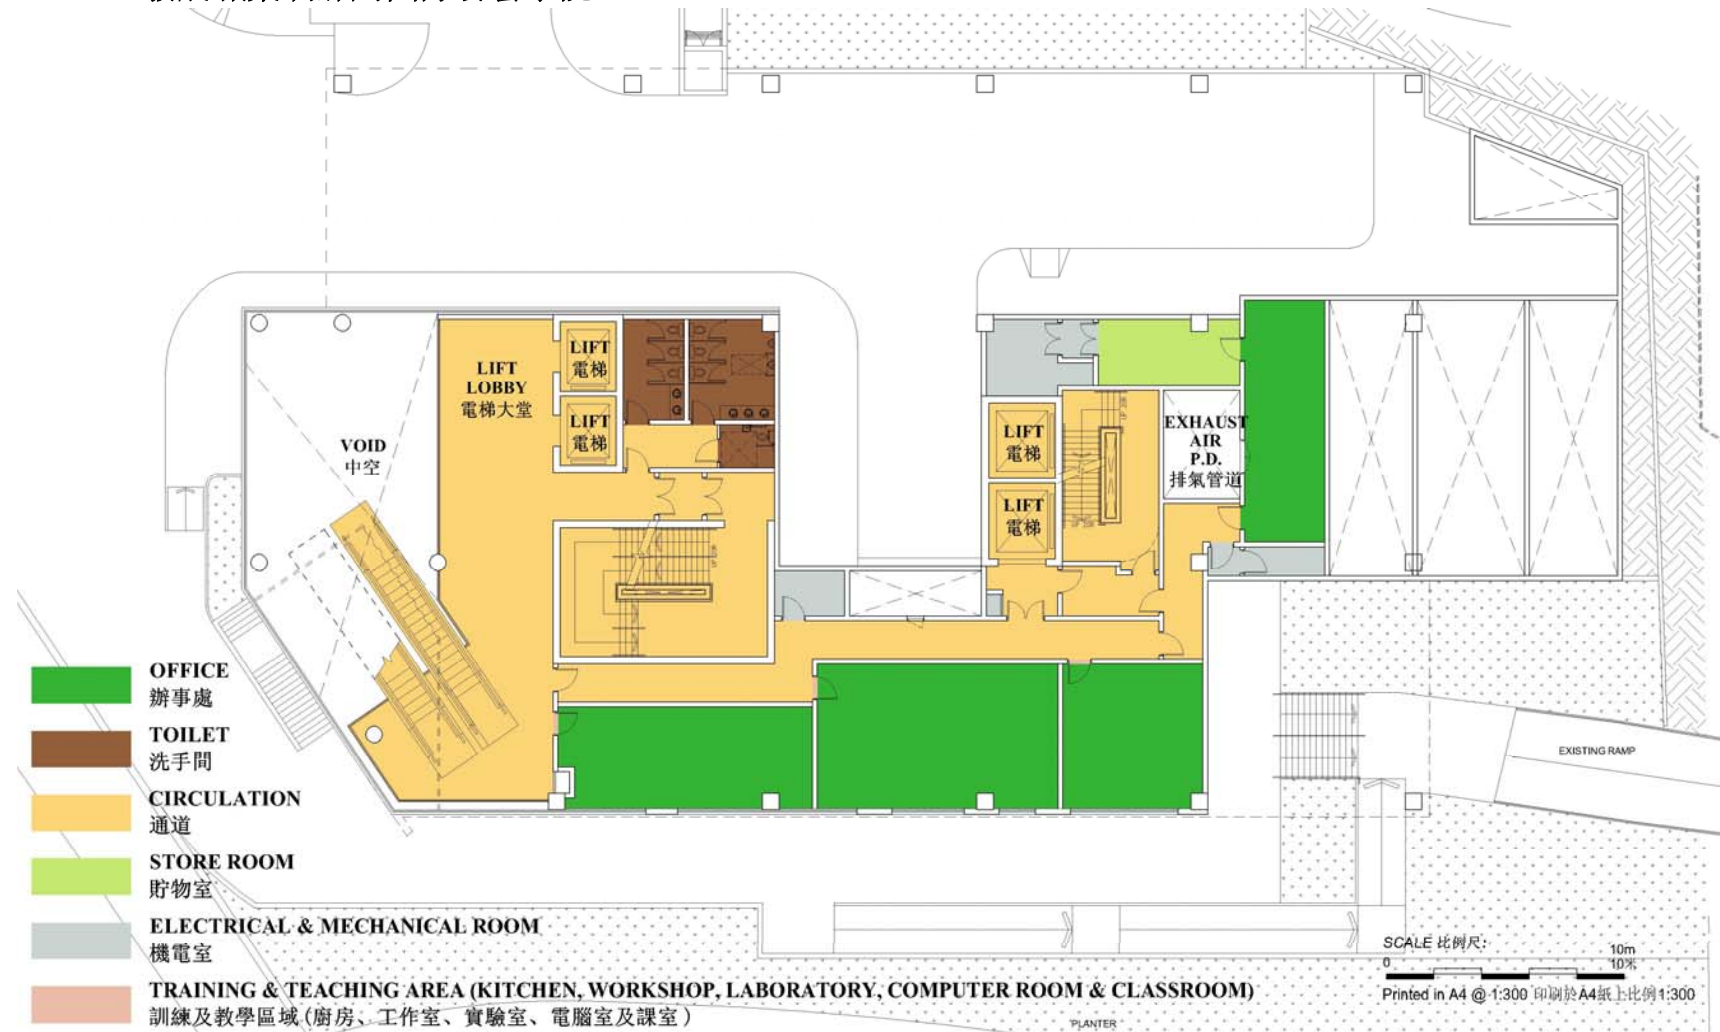 LIFT
LOBBY
電梯大堂
LIFT
電梯
LIFT
電梯
VOID
中空
LIFT
電梯
LIFT
電梯
EXHAUST
AIR
P.D.
排氣管道
OFFICE
辦事處
TOILET
洗手間
CIRCULATION
通道
STORE ROOM
貯物室
ELECTRICAL & MECHANICAL ROOM
機電室
TRAINING & TEACHING AREA (KITCHEN, WORKSHOP, LABORATORY, COMPUTER ROOM & CLASSROOM)
訓練及教學區域 (廚房、工作室、實驗室、電腦室及課室)
EXISTING RAMP
SCALE 比例尺:
0 10m
10米
Printed in A4 @ 1:300 印刷於A4紙上比例1:300
PLANTER